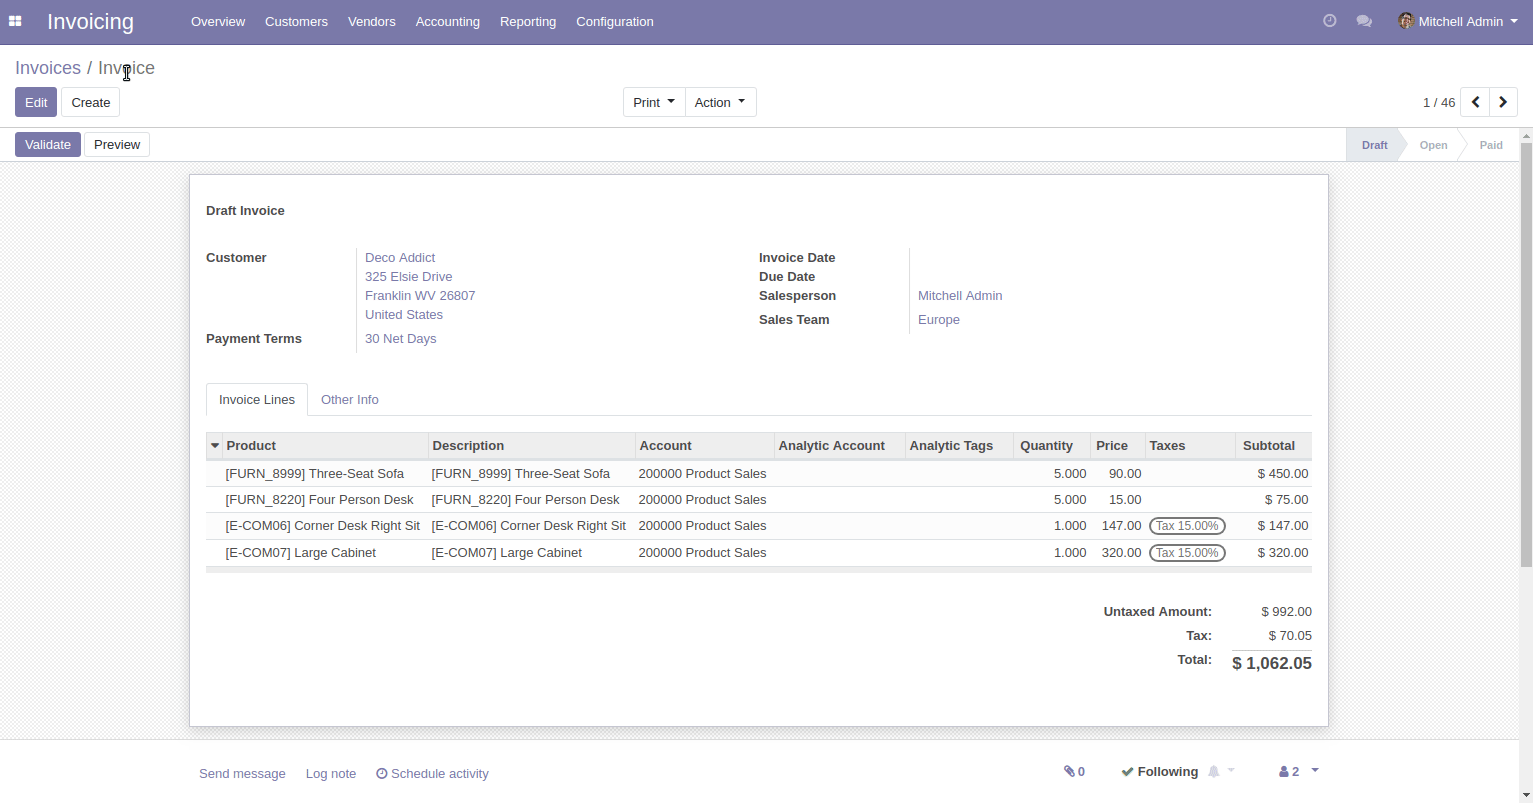 Invoicing Overview Customers Vendors Accounting Reporting Configuration Mitchell Admin
Invoices / Invoice
Edit Create Print Action 1 / 46
Validate Preview Draft Open Paid
Draft Invoice
Customer Deco Addict Invoice Date
325 Elsie Drive Due Date
Franklin WV 26807 Salesperson Mitchell Admin
United States Sales Team Europe
Payment Terms 30 Net Days
Invoice Lines Other Info
Product Description Account Analytic Account Analytic Tags Quantity Price Taxes Subtotal
[FURN_8999] Three-Seat Sofa [FURN_8999] Three-Seat Sofa 200000 Product Sales 5.000 90.00 $ 450.00
[FURN_8220] Four Person Desk [FURN_8220] Four Person Desk 200000 Product Sales 5.000 15.00 $ 75.00
[E-COM06] Corner Desk Right Sit [E-COM06] Corner Desk Right Sit 200000 Product Sales 1.000 147.00 Tax 15.00% $ 147.00
[E-COM07] Large Cabinet [E-COM07] Large Cabinet 200000 Product Sales 1.000 320.00 Tax 15.00% $ 320.00
Untaxed Amount: $ 992.00
Tax: $ 70.05
Total: $ 1,062.05
Send message Log note Schedule activity 0 Following 2